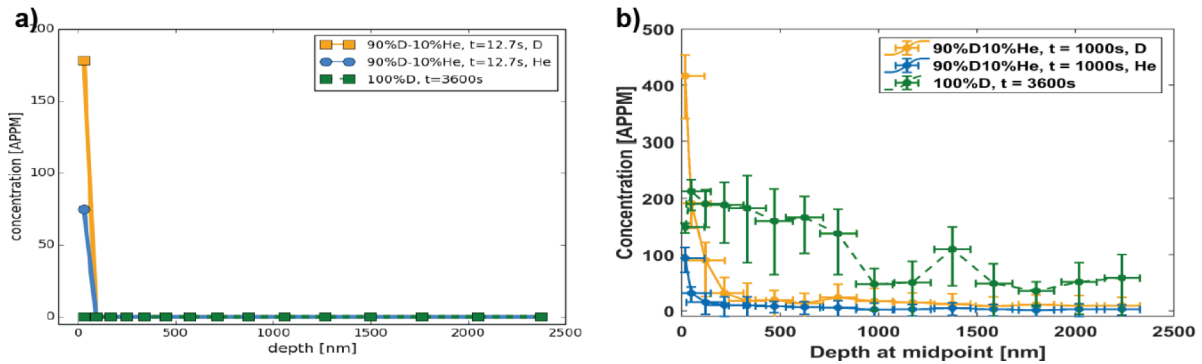 a)
200
150
100
50
0
concentration [APPM]
90%D-10%He, t=12.7s, D
90%D-10%He, t=12.7s, He
100%D, t=3600s
0 500 1000 1500 2000 2500
depth [nm]
b)
500
400
300
200
100
0
Concentration [APPM]
90%D10%He, t = 1000s, D
90%D10%He, t = 1000s, He
100%D, t = 3600s
0 500 1000 1500 2000 2500
Depth at midpoint [nm]